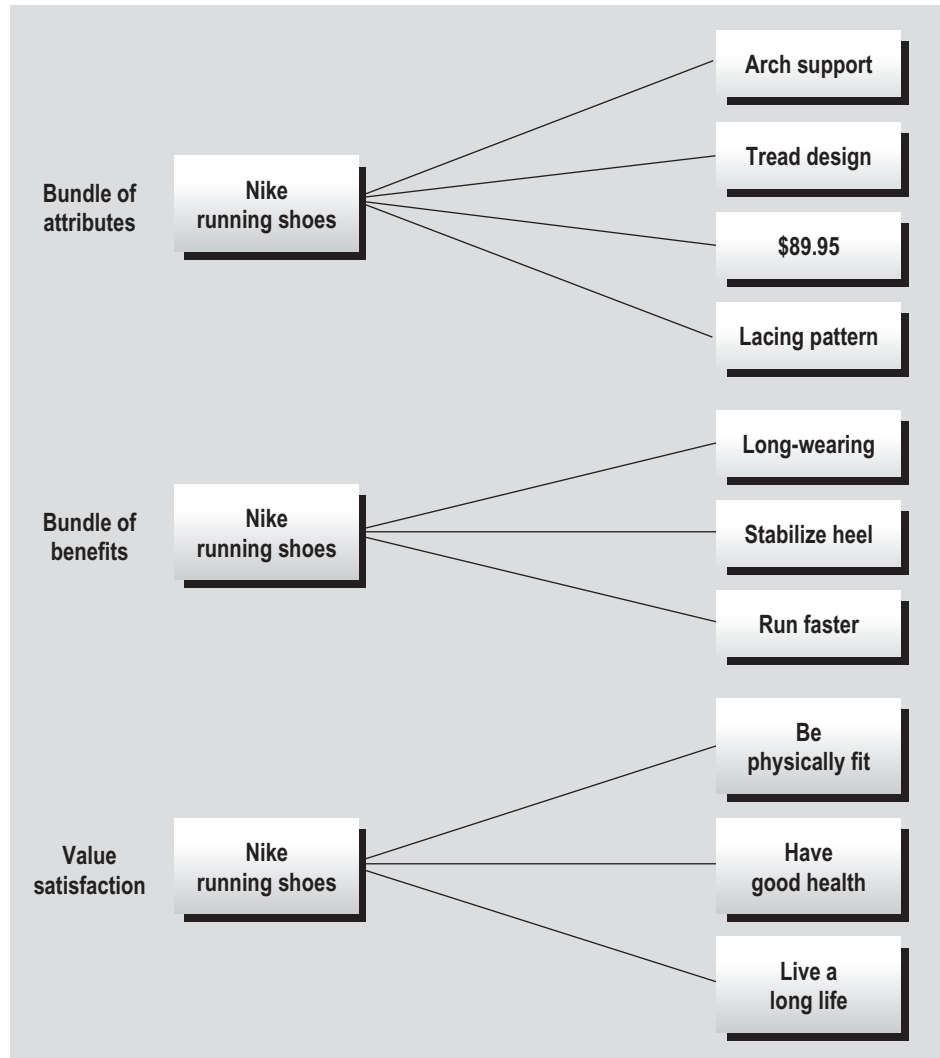 Bundle of
attributes
Nike
running shoes
Arch support
Tread design
$89.95
Lacing pattern
Bundle of
benefits
Nike
running shoes
Long-wearing
Stabilize heel
Run faster
Value
satisfaction
Nike
running shoes
Be
physically fit
Have
good health
Live a
long life